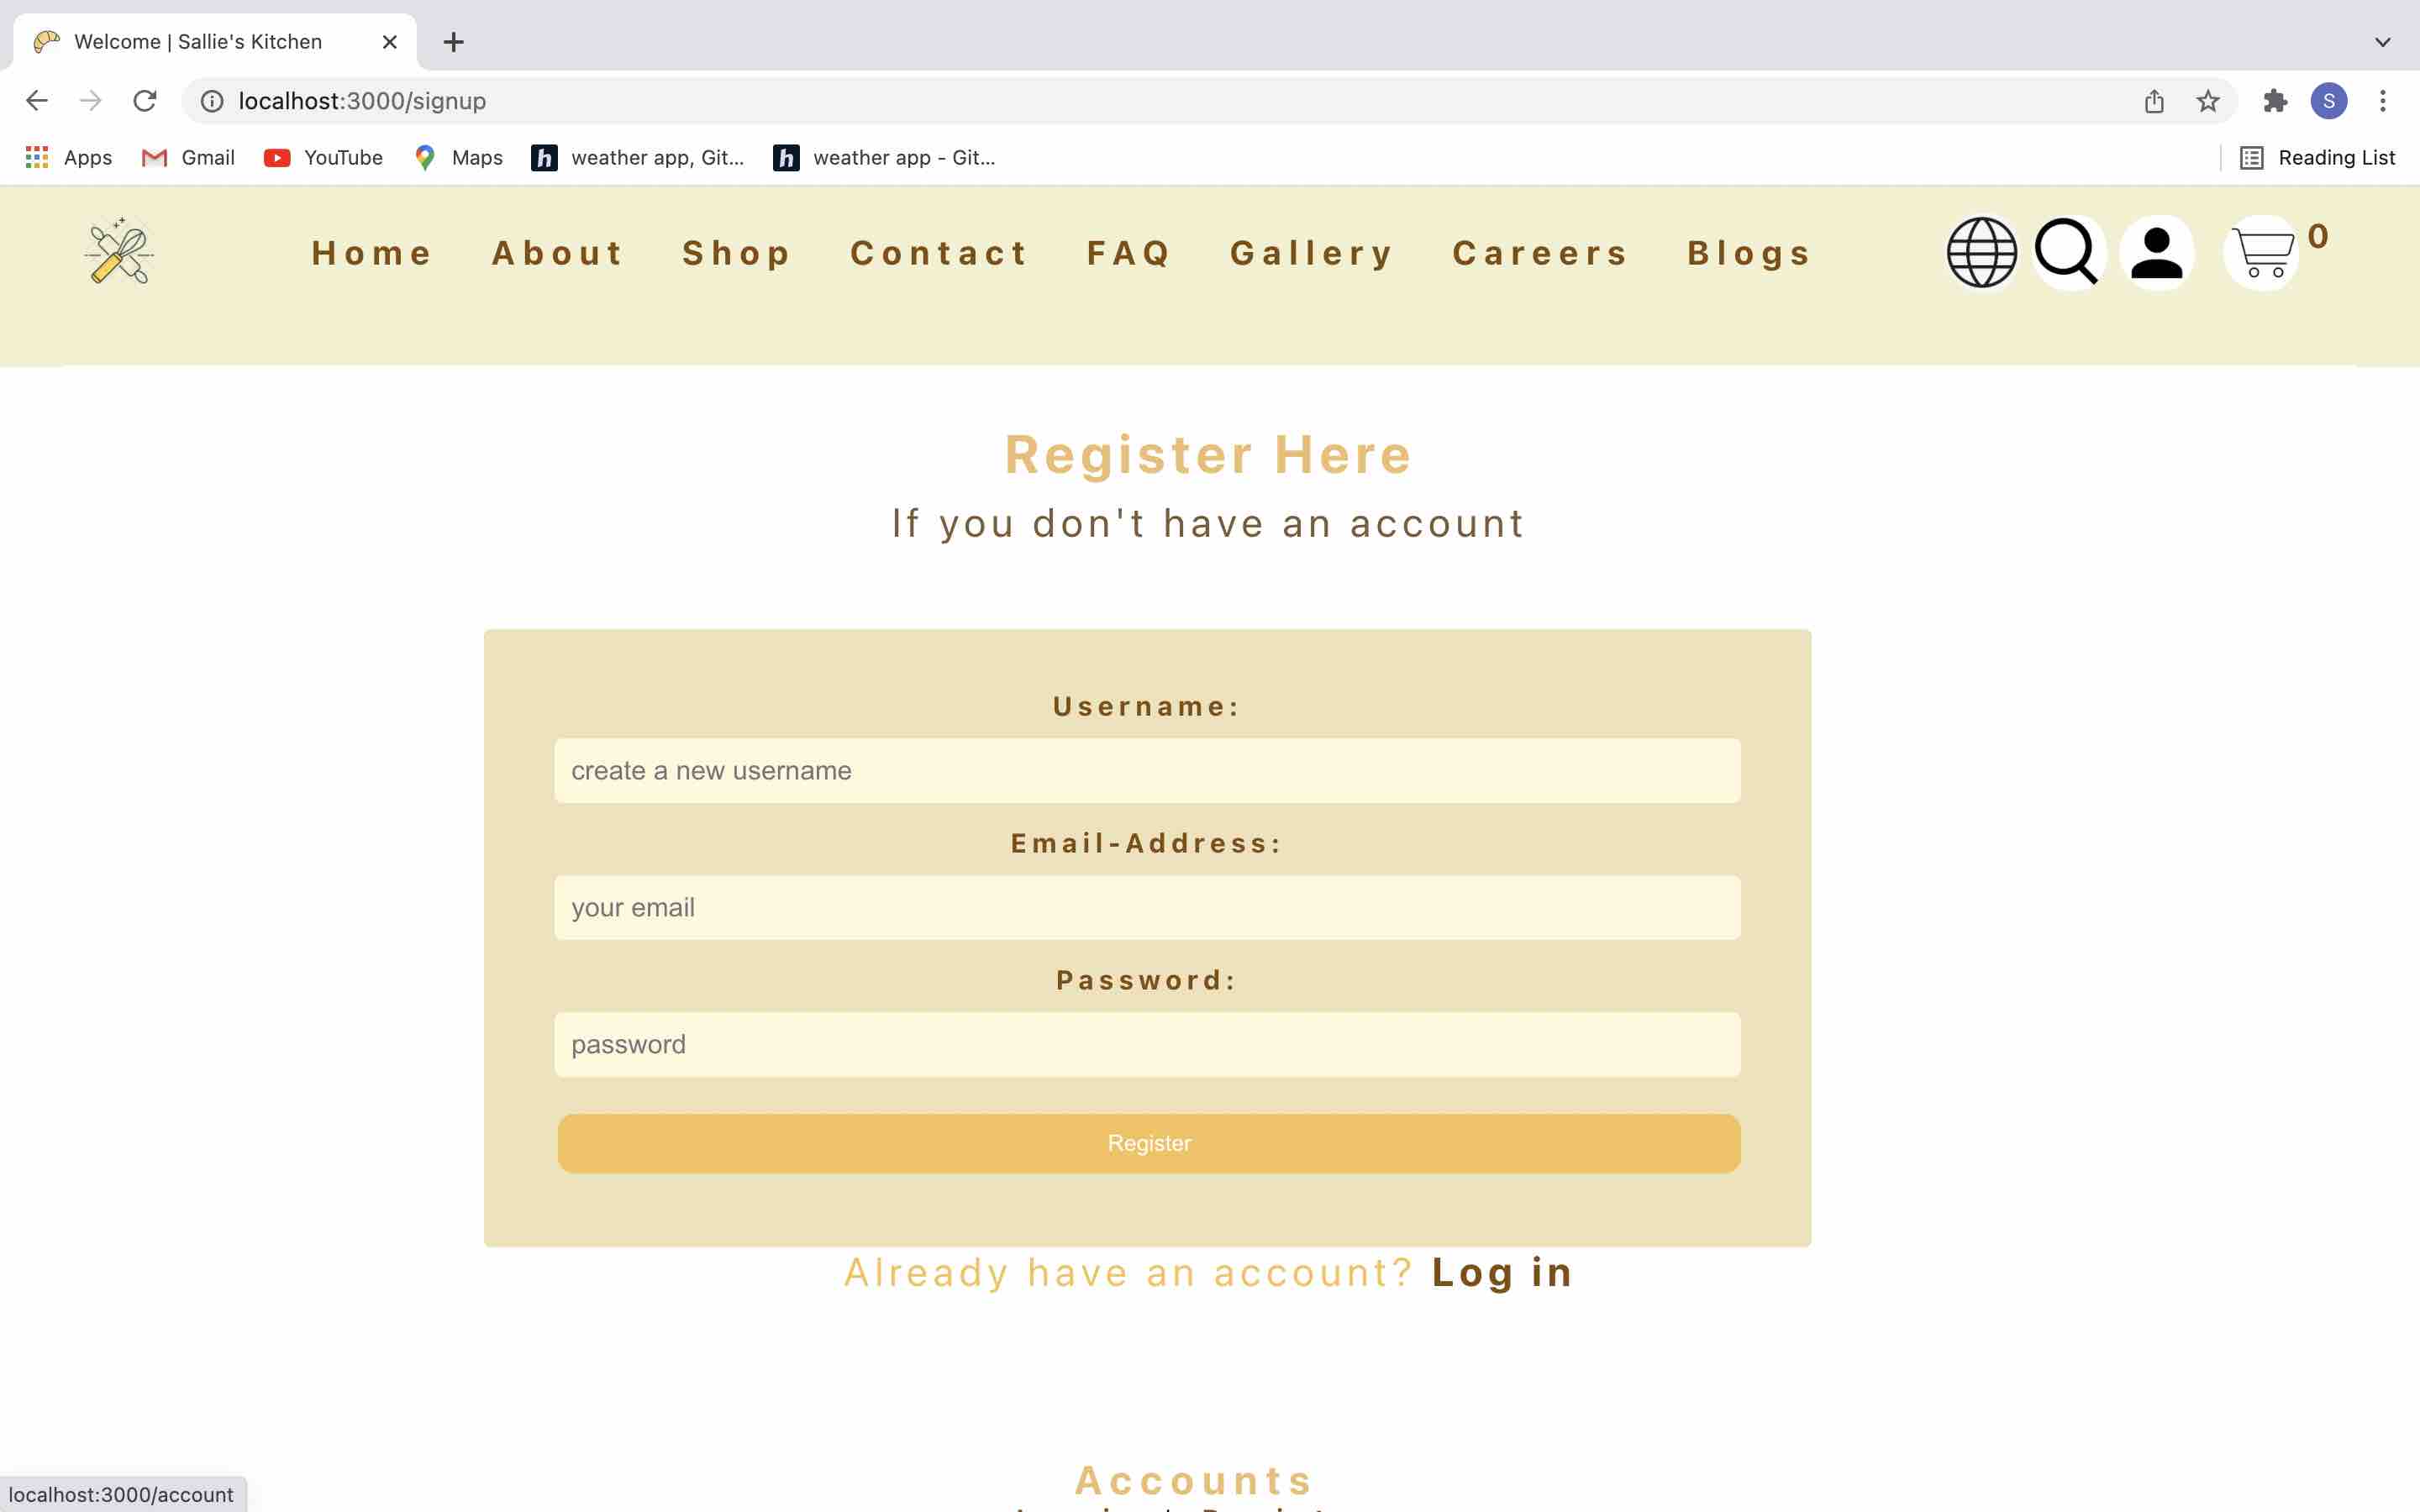 Welcome | Sallie's Kitchen
localhost:3000/signup
S
Apps Gmail YouTube Maps h weather app, Git... h weather app - Git... Reading List
Home About Shop Contact FAQ Gallery Careers Blogs 0
Register Here
If you don't have an account
Username:
create a new username
Email-Address:
your email
Password:
password
Register
Already have an account? Log in
Accounts
localhost:3000/account